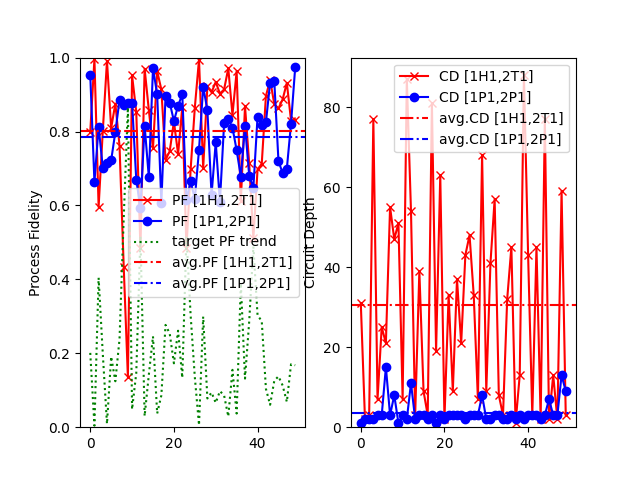 Process Fidelity
1.0
0.8
0.6
0.4
0.2
0.0
0
20
40
PF [1H1,2T1]
PF [1P1,2P1]
target PF trend
avg.PF [1H1,2T1]
avg.PF [1P1,2P1]
Circuit Depth
80
60
40
20
0
0
20
40
CD [1H1,2T1]
CD [1P1,2P1]
avg.CD [1H1,2T1]
avg.CD [1P1,2P1]